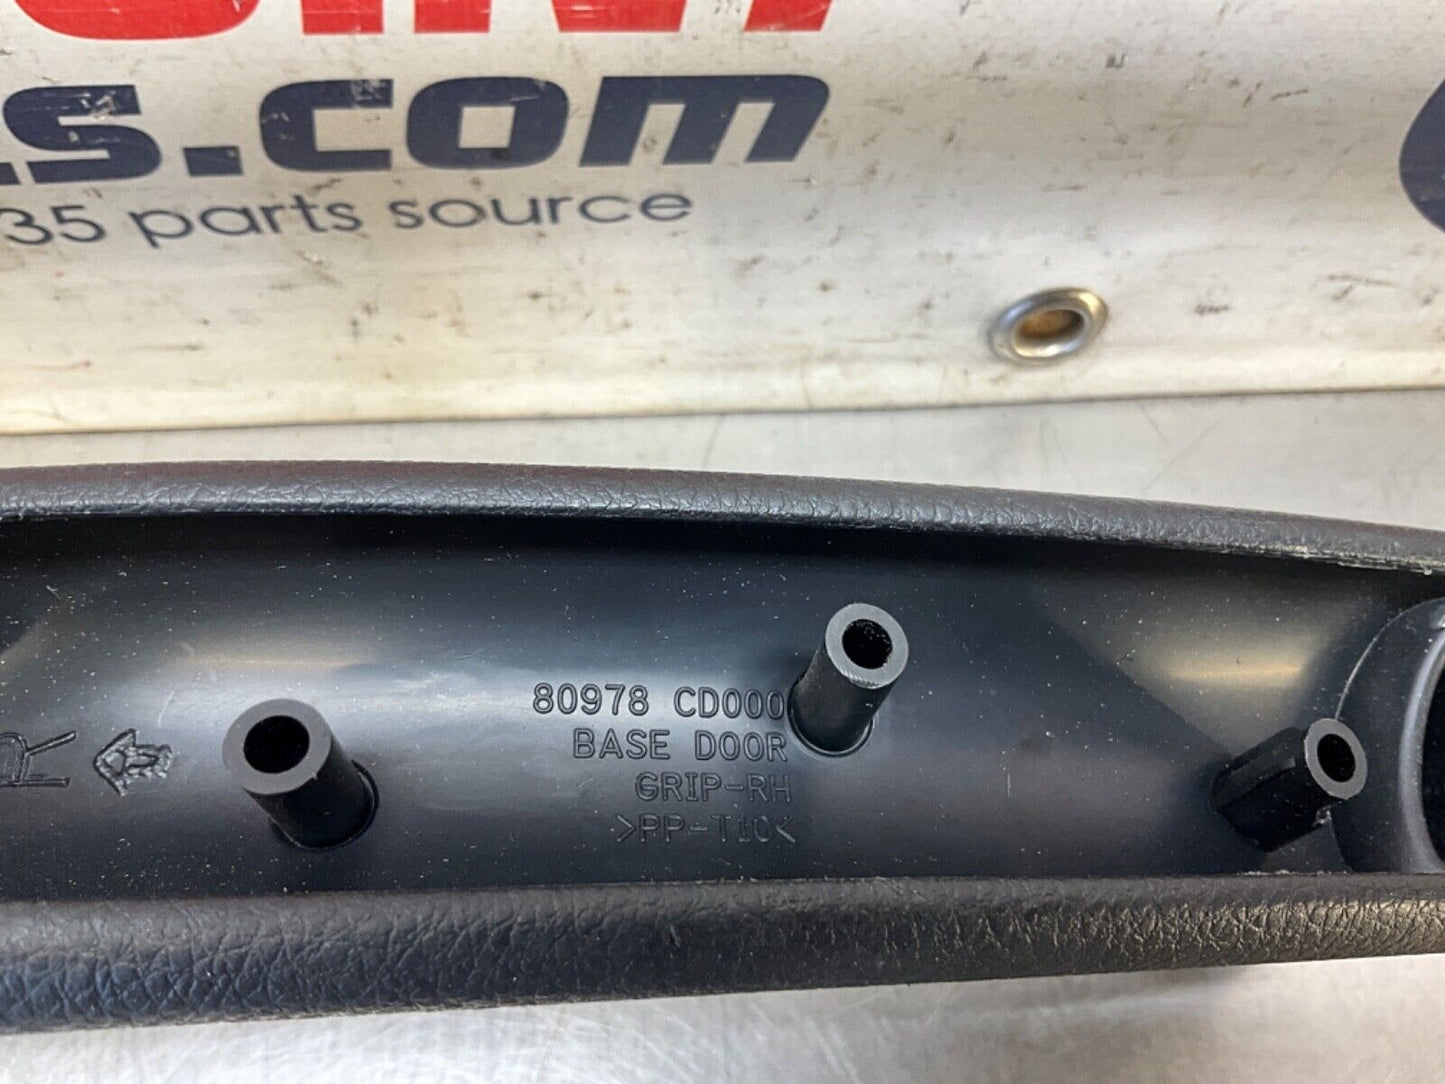 s.com
35 parts source
80978 CD000
BASE DOOR
GRIP-RH
>PP-T10<
R